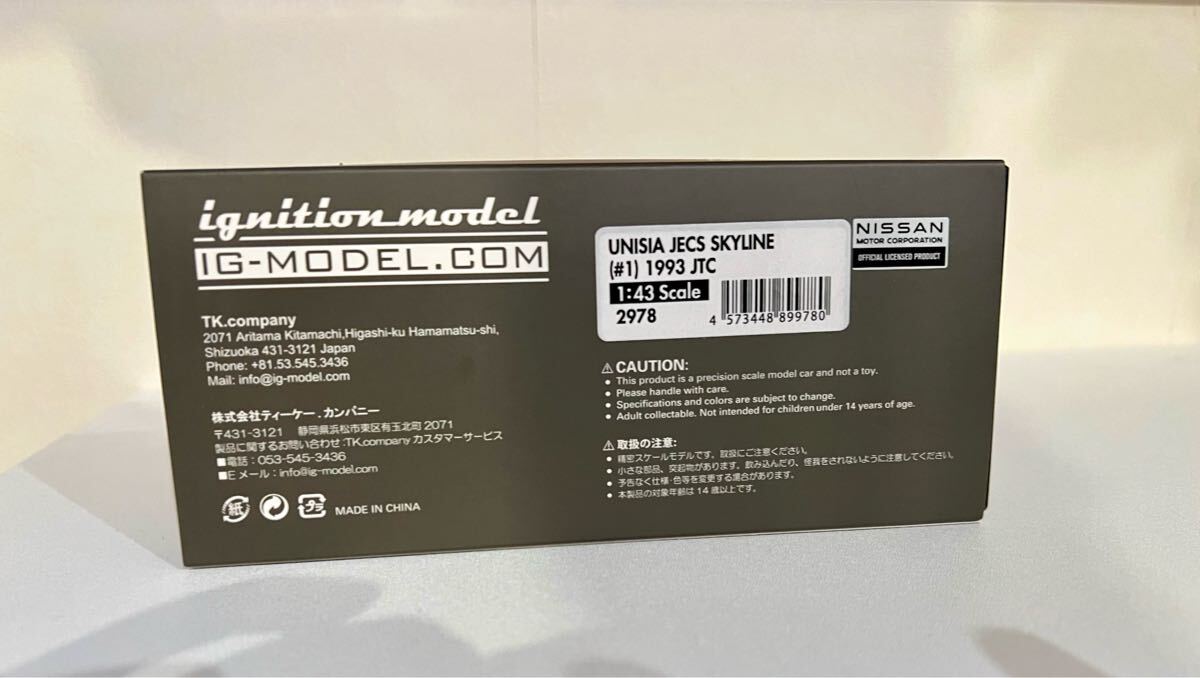 ignition model
IG-MODEL.COM
TK.company
2071 Aritama Kitamachi,Higashi-ku Hamamatsu-shi,
Shizuoka 431-3121 Japan
Phone: +81.53.545.3436
Mail: info@ig-model.com
株式会社ティーケー.カンパニー
〒431-3121 静岡県浜松市東区有玉北町2071
製品に関するお問い合わせ:TK.company カスタマーサービス
■電話:053-545-3436
■Eメール:info@ig-model.com
紙 プラ MADE IN CHINA
UNISIA JECS SKYLINE
(#1) 1993 JTC
1:43 Scale
2978
4 573448 899780
NISSAN
MOTOR CORPORATION
OFFICIAL LICENSED PRODUCT
⚠CAUTION:
• This product is a precision scale model car and not a toy.
• Please handle with care.
• Specifications and colors are subject to change.
• Adult collectable. Not intended for children under 14 years of age.
⚠取扱の注意:
• 精密スケールモデルです。取扱にご注意ください。
• 小さな部品、突起物があります。飲み込んだり、怪我をされないように注意してください。
• 予告なく仕様・色等を変更する場合があります。
• 本製品の対象年齢は14歳以上です。